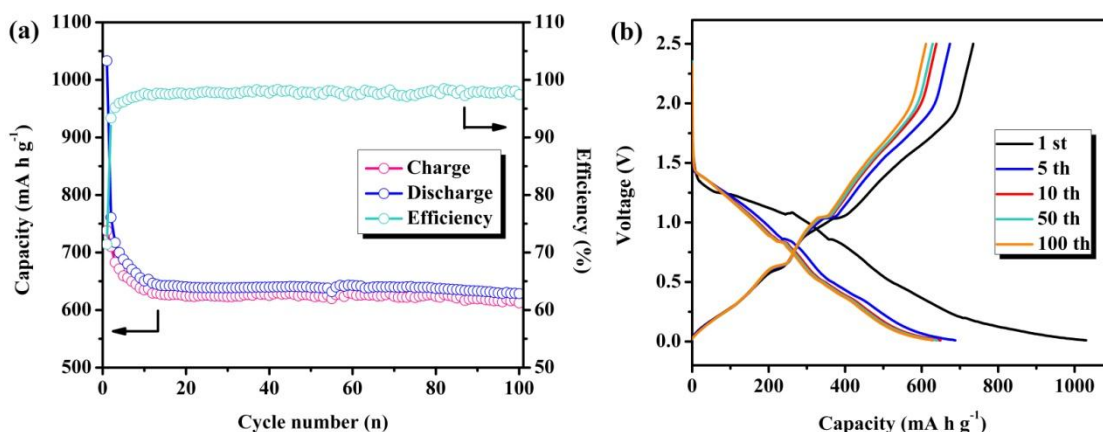 (a)
Capacity (mA h g-1)
1100
1000
900
800
700
600
500
0
20
40
60
80
100
Cycle number (n)
Charge
Discharge
Efficiency
110
100
90
80
70
60
50
Efficiency (%)
(b)
Voltage (V)
2.5
2.0
1.5
1.0
0.5
0.0
0
200
400
600
800
1000
Capacity (mA h g-1)
1 st
5 th
10 th
50 th
100 th